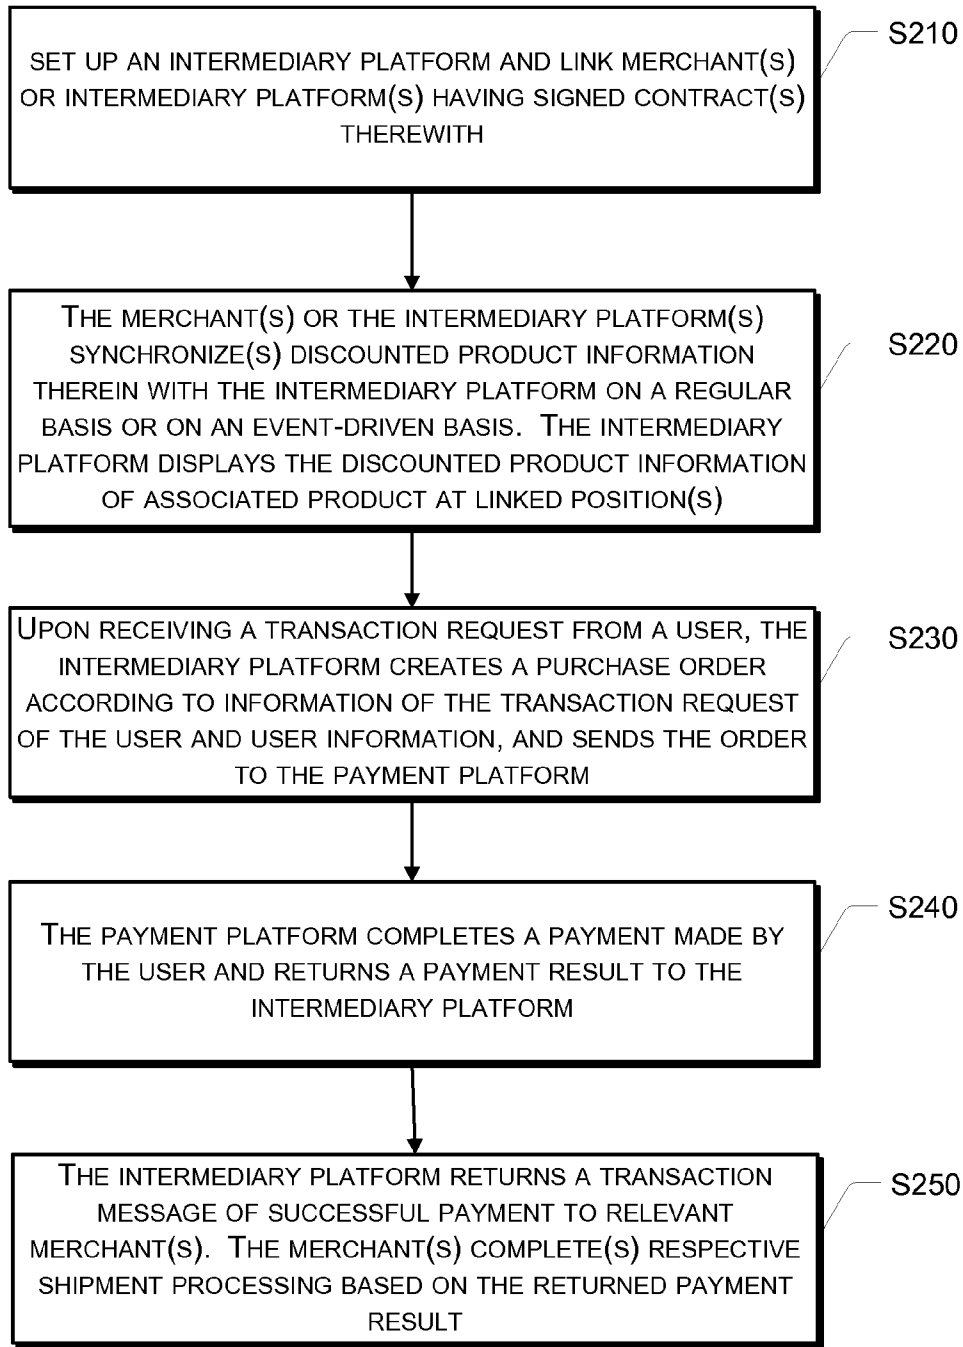 SET UP AN INTERMEDIARY PLATFORM AND LINK MERCHANT(S)
OR INTERMEDIARY PLATFORM(S) HAVING SIGNED CONTRACT(S)
THEREWITH
S210
THE MERCHANT(S) OR THE INTERMEDIARY PLATFORM(S)
SYNCHRONIZE(S) DISCOUNTED PRODUCT INFORMATION
THEREIN WITH THE INTERMEDIARY PLATFORM ON A REGULAR
BASIS OR ON AN EVENT-DRIVEN BASIS. THE INTERMEDIARY
PLATFORM DISPLAYS THE DISCOUNTED PRODUCT INFORMATION
OF ASSOCIATED PRODUCT AT LINKED POSITION(S)
S220
UPON RECEIVING A TRANSACTION REQUEST FROM A USER, THE
INTERMEDIARY PLATFORM CREATES A PURCHASE ORDER
ACCORDING TO INFORMATION OF THE TRANSACTION REQUEST
OF THE USER AND USER INFORMATION, AND SENDS THE ORDER
TO THE PAYMENT PLATFORM
S230
THE PAYMENT PLATFORM COMPLETES A PAYMENT MADE BY
THE USER AND RETURNS A PAYMENT RESULT TO THE
INTERMEDIARY PLATFORM
S240
THE INTERMEDIARY PLATFORM RETURNS A TRANSACTION
MESSAGE OF SUCCESSFUL PAYMENT TO RELEVANT
MERCHANT(S). THE MERCHANT(S) COMPLETE(S) RESPECTIVE
SHIPMENT PROCESSING BASED ON THE RETURNED PAYMENT
RESULT
S250